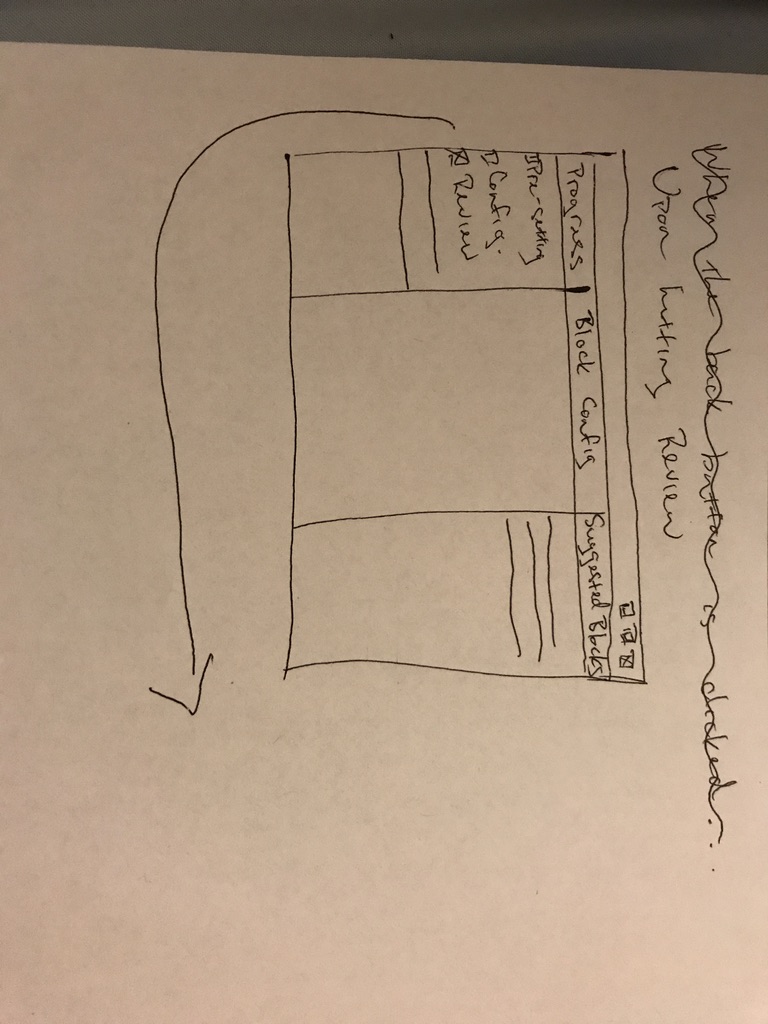 When the back button is clicked...
Upon hitting Review
Progress
Block Config
Suggested Blocks
Pre-setting
Config.
Review